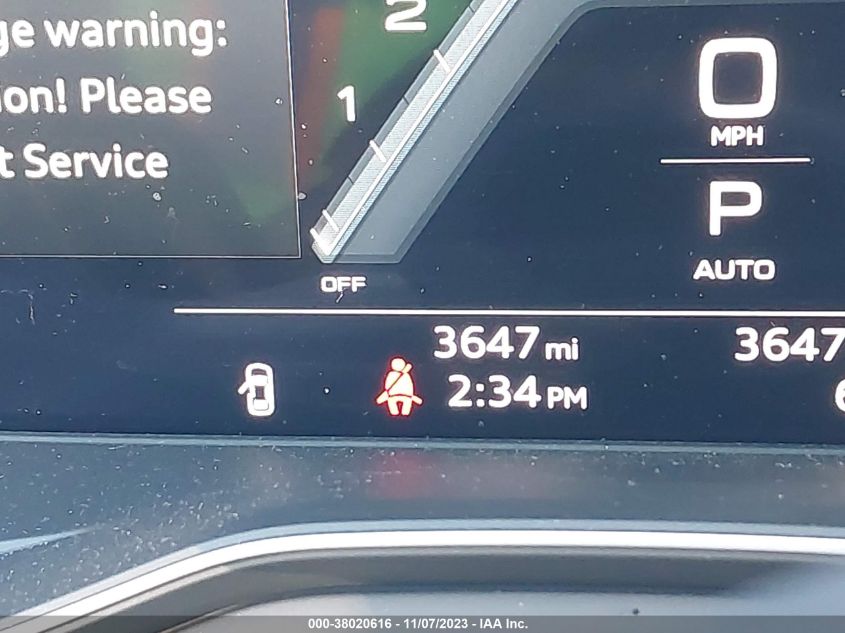 ge warning:
ion! Please
t Service
2
1
OFF
0
MPH
P
AUTO
3647 mi
2:34 PM
3647
6
000-38020616 - 11/07/2023 - IAA Inc.